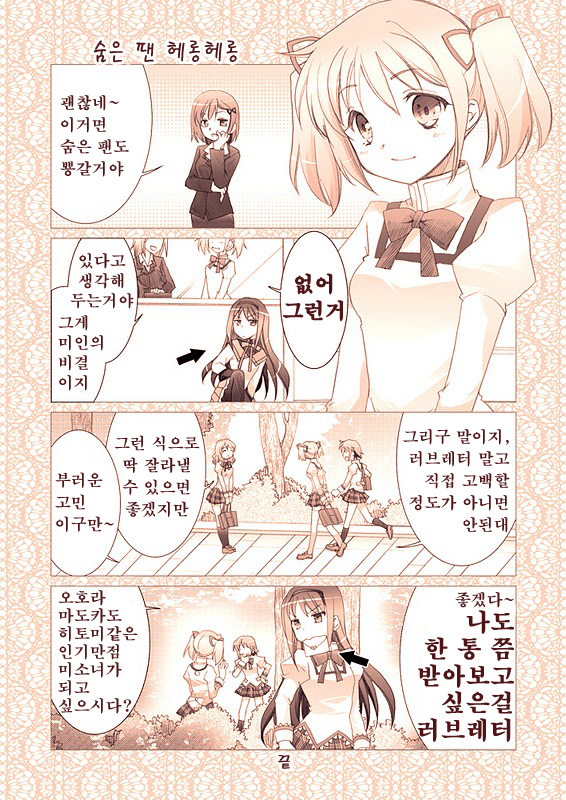 숨은 팬 헤롱헤롱
괜찮네~
이거면
숨은 팬도
뿅갈거야
없어
그런거
있다고
생각해
두는거야
그게
미인의
비결
이지
그리구 말이지,
러브레터 말고
직접 고백할
정도가 아니면
안된대
그런 식으로
딱 잘라낼
수 있으면
좋겠지만
부러운
고민
이구만~
좋겠다~
나도
한 통 쯤
받아보고
싶은걸
러브레터
오호라
마도카도
히토미같은
인기만점
미소녀가
되고
싶으시다?
끝